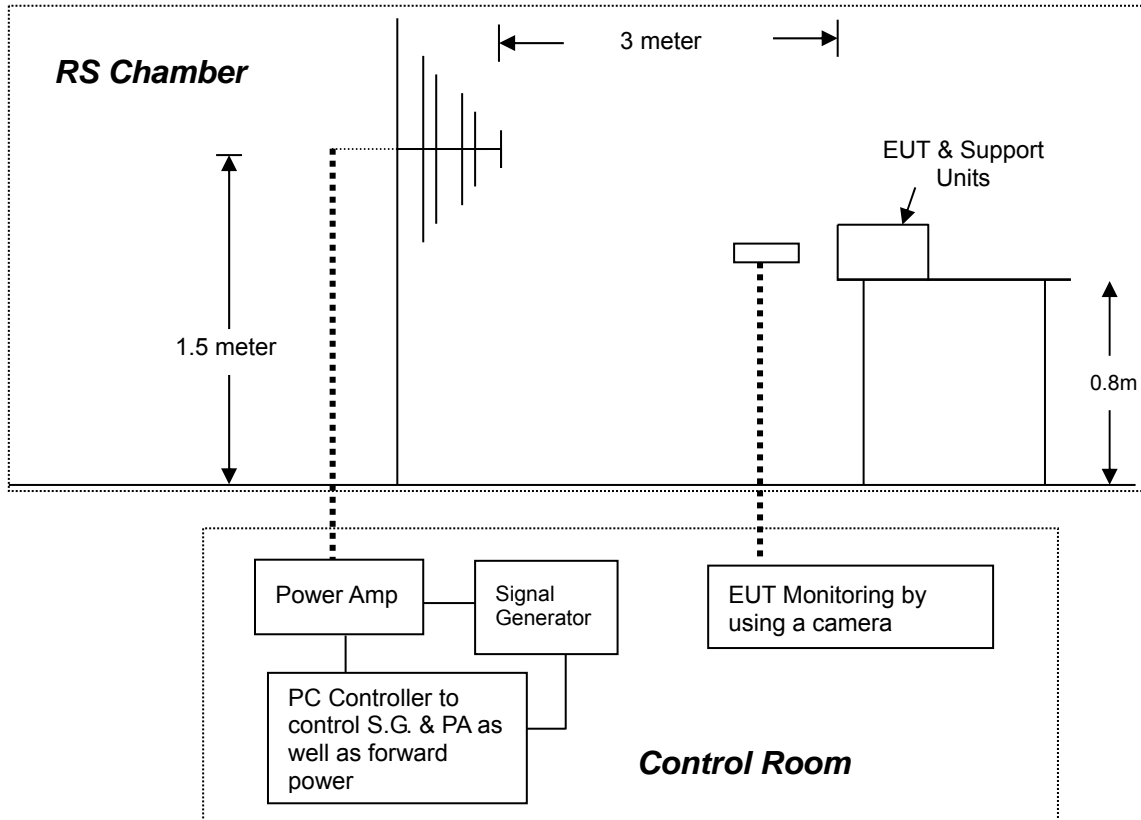 3 meter
RS Chamber
EUT & Support
Units
1.5 meter
0.8m
Power Amp
Signal
Generator
EUT Monitoring by
using a camera
PC Controller to
control S.G. & PA as
well as forward
power
Control Room